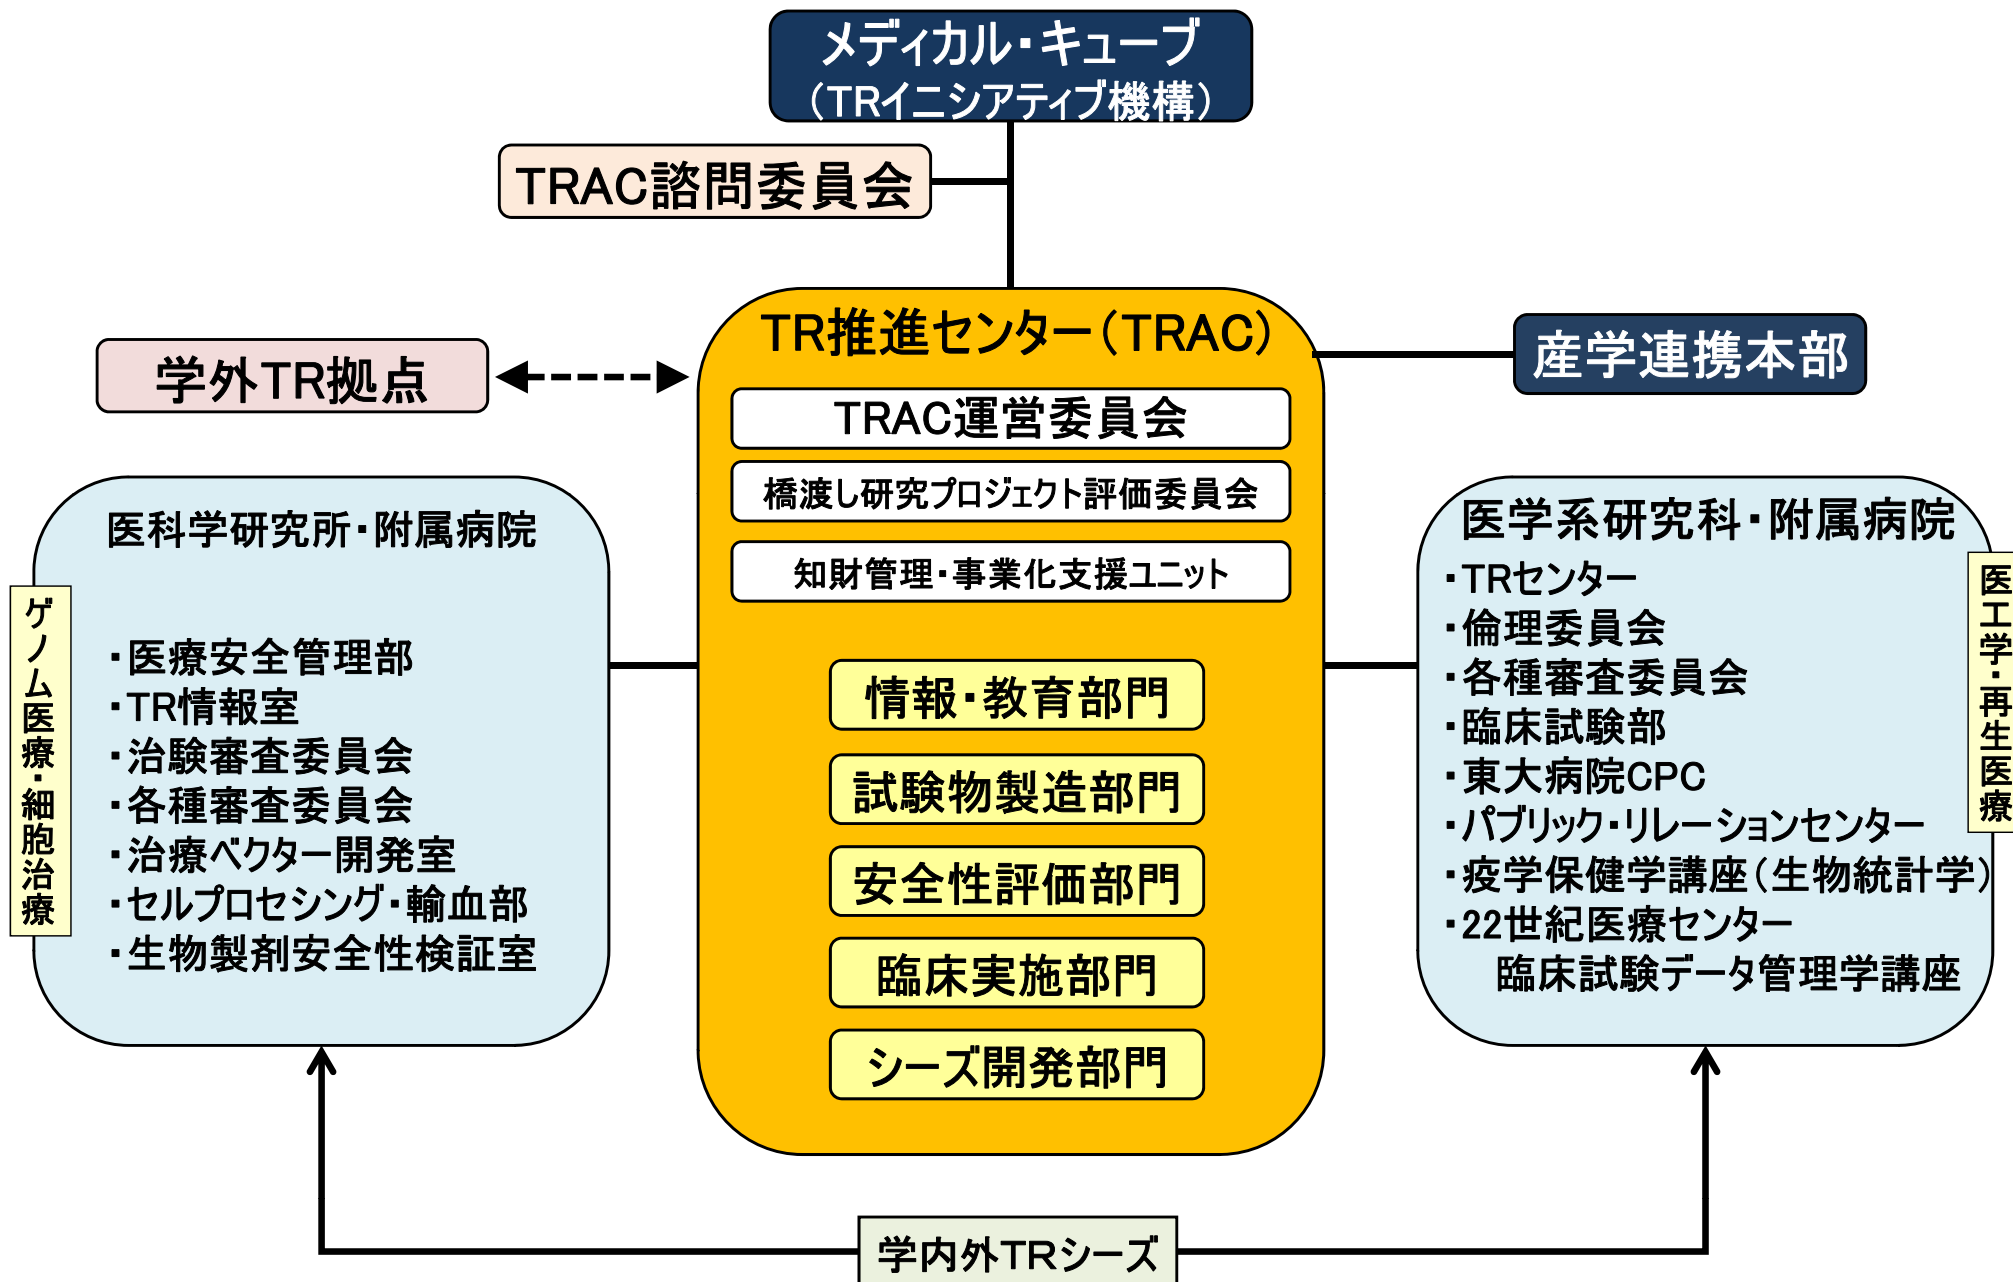 メディカル・キューブ
（TRイニシアティブ機構）
TRAC諮問委員会
TR推進センター（TRAC）
産学連携本部
学外TR拠点
TRAC運営委員会
橋渡し研究プロジェクト評価委員会
知財管理・事業化支援ユニット
情報・教育部門
試験物製造部門
安全性評価部門
臨床実施部門
シーズ開発部門
医科学研究所・附属病院
・医療安全管理部
・TR情報室
・治験審査委員会
・各種審査委員会
・治療ベクター開発室
・セルプロセシング・輸血部
・生物製剤安全性検証室
ゲノム医療・細胞治療
医学系研究科・附属病院
・TRセンター
・倫理委員会
・各種審査委員会
・臨床試験部
・東大病院CPC
・パブリック・リレーションセンター
・疫学保健学講座（生物統計学）
・22世紀医療センター
臨床試験データ管理学講座
医工学・再生医療
学内外TRシーズ